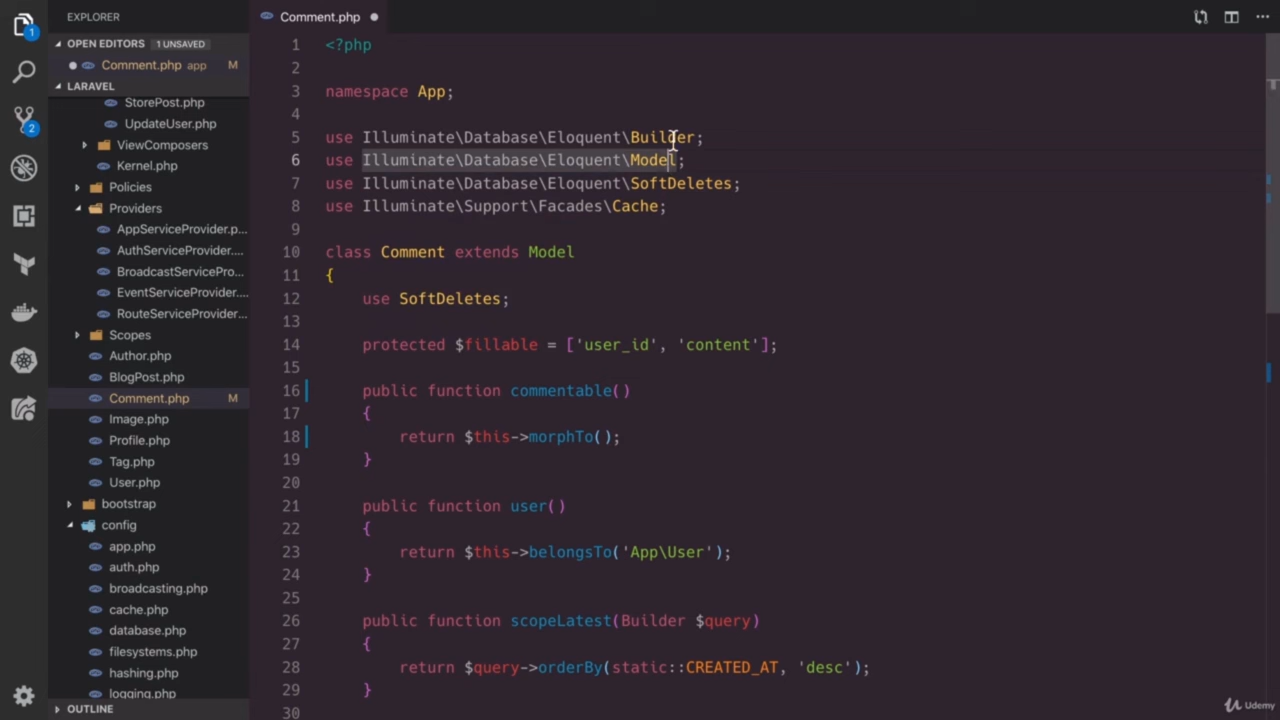 EXPLORER
OPEN EDITORS 1 UNSAVED
Comment.php app M
LARAVEL
StorePost.php
UpdateUser.php
ViewComposers
Kernel.php
Policies
Providers
AppServiceProvider.p...
AuthServiceProvider....
BroadcastServicePro...
EventServiceProvider....
RouteServiceProvider...
Scopes
Author.php
BlogPost.php
Comment.php M
Image.php
Profile.php
Tag.php
User.php
bootstrap
config
app.php
auth.php
broadcasting.php
cache.php
database.php
filesystems.php
hashing.php
logging.php
OUTLINE
1
2
Comment.php
1 <?php
2
3 namespace App;
4
5 use Illuminate\Database\Eloquent\Builder;
6 use Illuminate\Database\Eloquent\Model;
7 use Illuminate\Database\Eloquent\SoftDeletes;
8 use Illuminate\Support\Facades\Cache;
9
10 class Comment extends Model
11 {
12 use SoftDeletes;
13
14 protected $fillable = ['user_id', 'content'];
15
16 public function commentable()
17 {
18 return $this->morphTo();
19 }
20
21 public function user()
22 {
23 return $this->belongsTo('App\User');
24 }
25
26 public function scopeLatest(Builder $query)
27 {
28 return $query->orderBy(static::CREATED_AT, 'desc');
29 }
30
Udemy